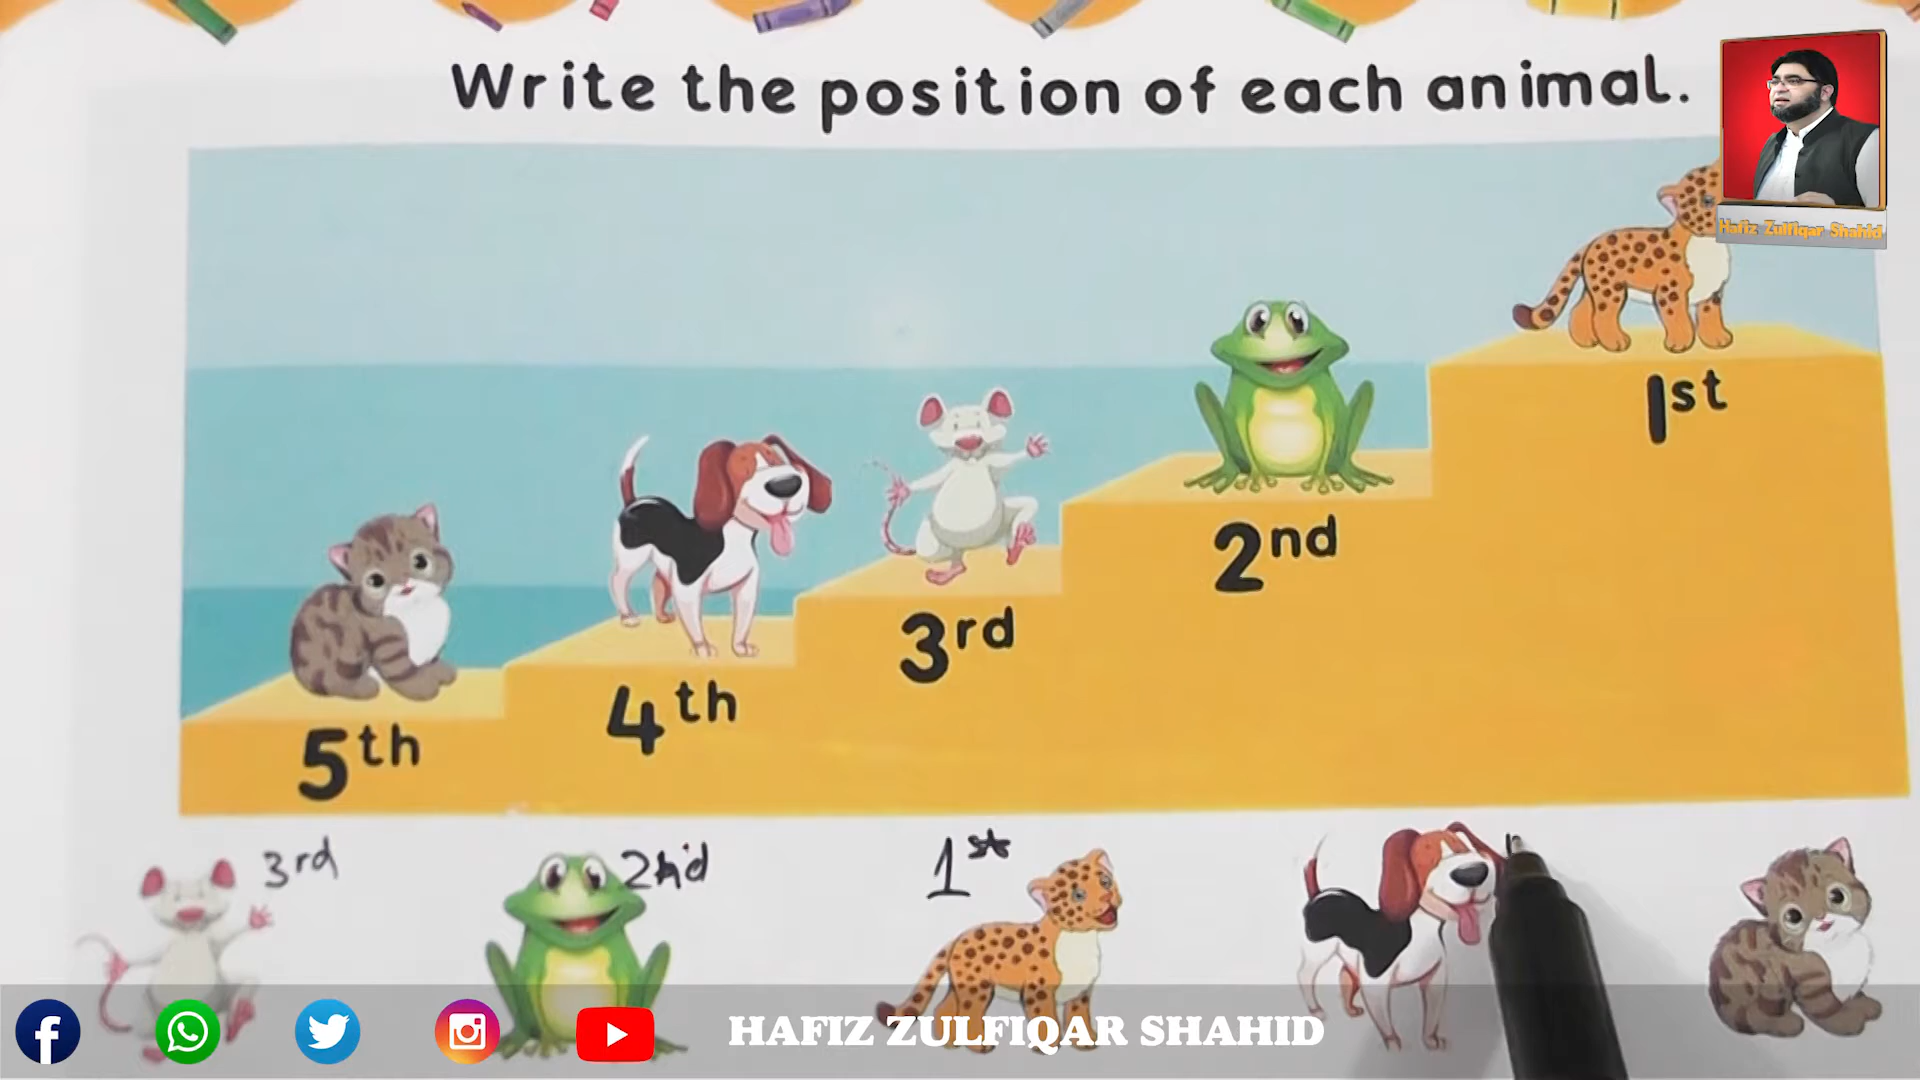 Write the position of each animal.
Hafiz Zulfiqar Shahid
1st
2nd
3rd
4th
5th
3rd
2nd
1st
HAFIZ ZULFIQAR SHAHID